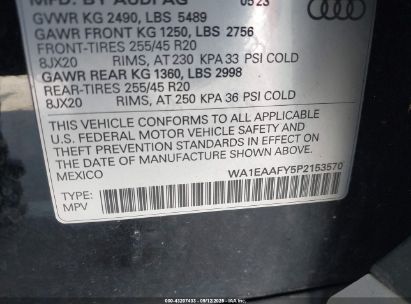 MFD. BY AUDI AG 05 23
GVWR KG 2490, LBS 5489
GAWR FRONT KG 1250, LBS 2756
FRONT-TIRES 255/45 R20
8JX20 RIMS, AT 230 KPA 33 PSI COLD
GAWR REAR KG 1360, LBS 2998
REAR-TIRES 255/45 R20
8JX20 RIMS, AT 250 KPA 36 PSI COLD
THIS VEHICLE CONFORMS TO ALL APPLICABLE
U.S. FEDERAL MOTOR VEHICLE SAFETY AND
THEFT PREVENTION STANDARDS IN EFFECT ON
THE DATE OF MANUFACTURE SHOWN ABOVE.
MEXICO WA1EAAFY5P2153570
TYPE:
MPV